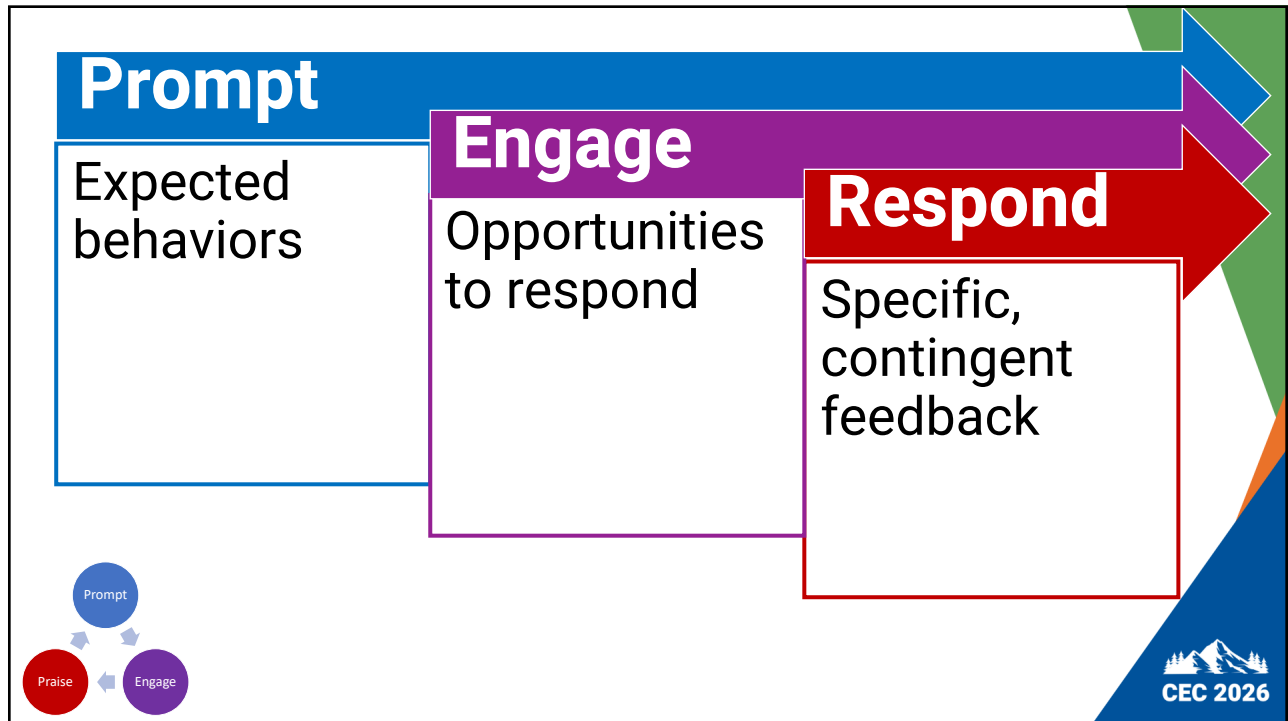 Prompt
Expected
behaviors
Engage
Opportunities
to respond
Respond
Specific,
contingent
feedback
Prompt
Praise
Engage
CEC 2026